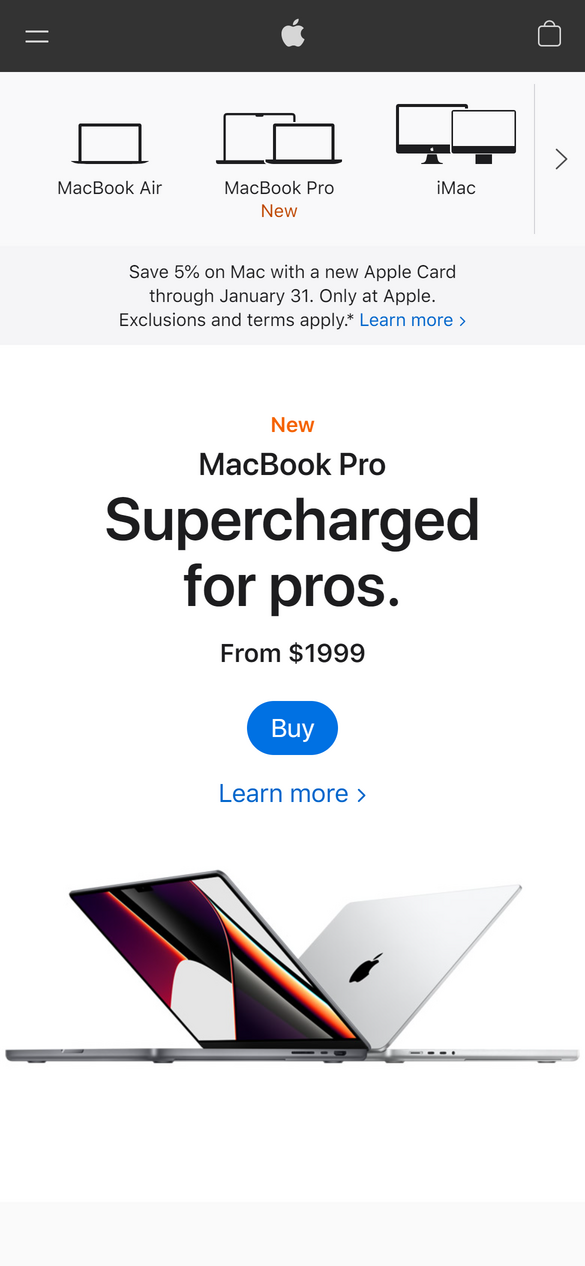 MacBook Air
MacBook Pro
New
iMac
Save 5% on Mac with a new Apple Card
through January 31. Only at Apple.
Exclusions and terms apply.* Learn more >
New
MacBook Pro
Supercharged
for pros.
From $1999
Buy
Learn more >